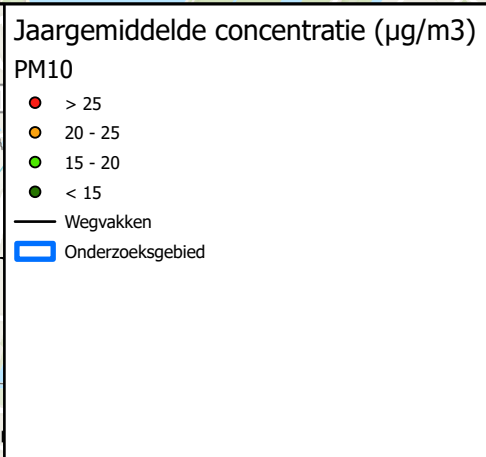 Jaargemiddelde concentratie (µg/m3)
PM10
> 25
20 - 25
15 - 20
< 15
Wegvakken
Onderzoeksgebied